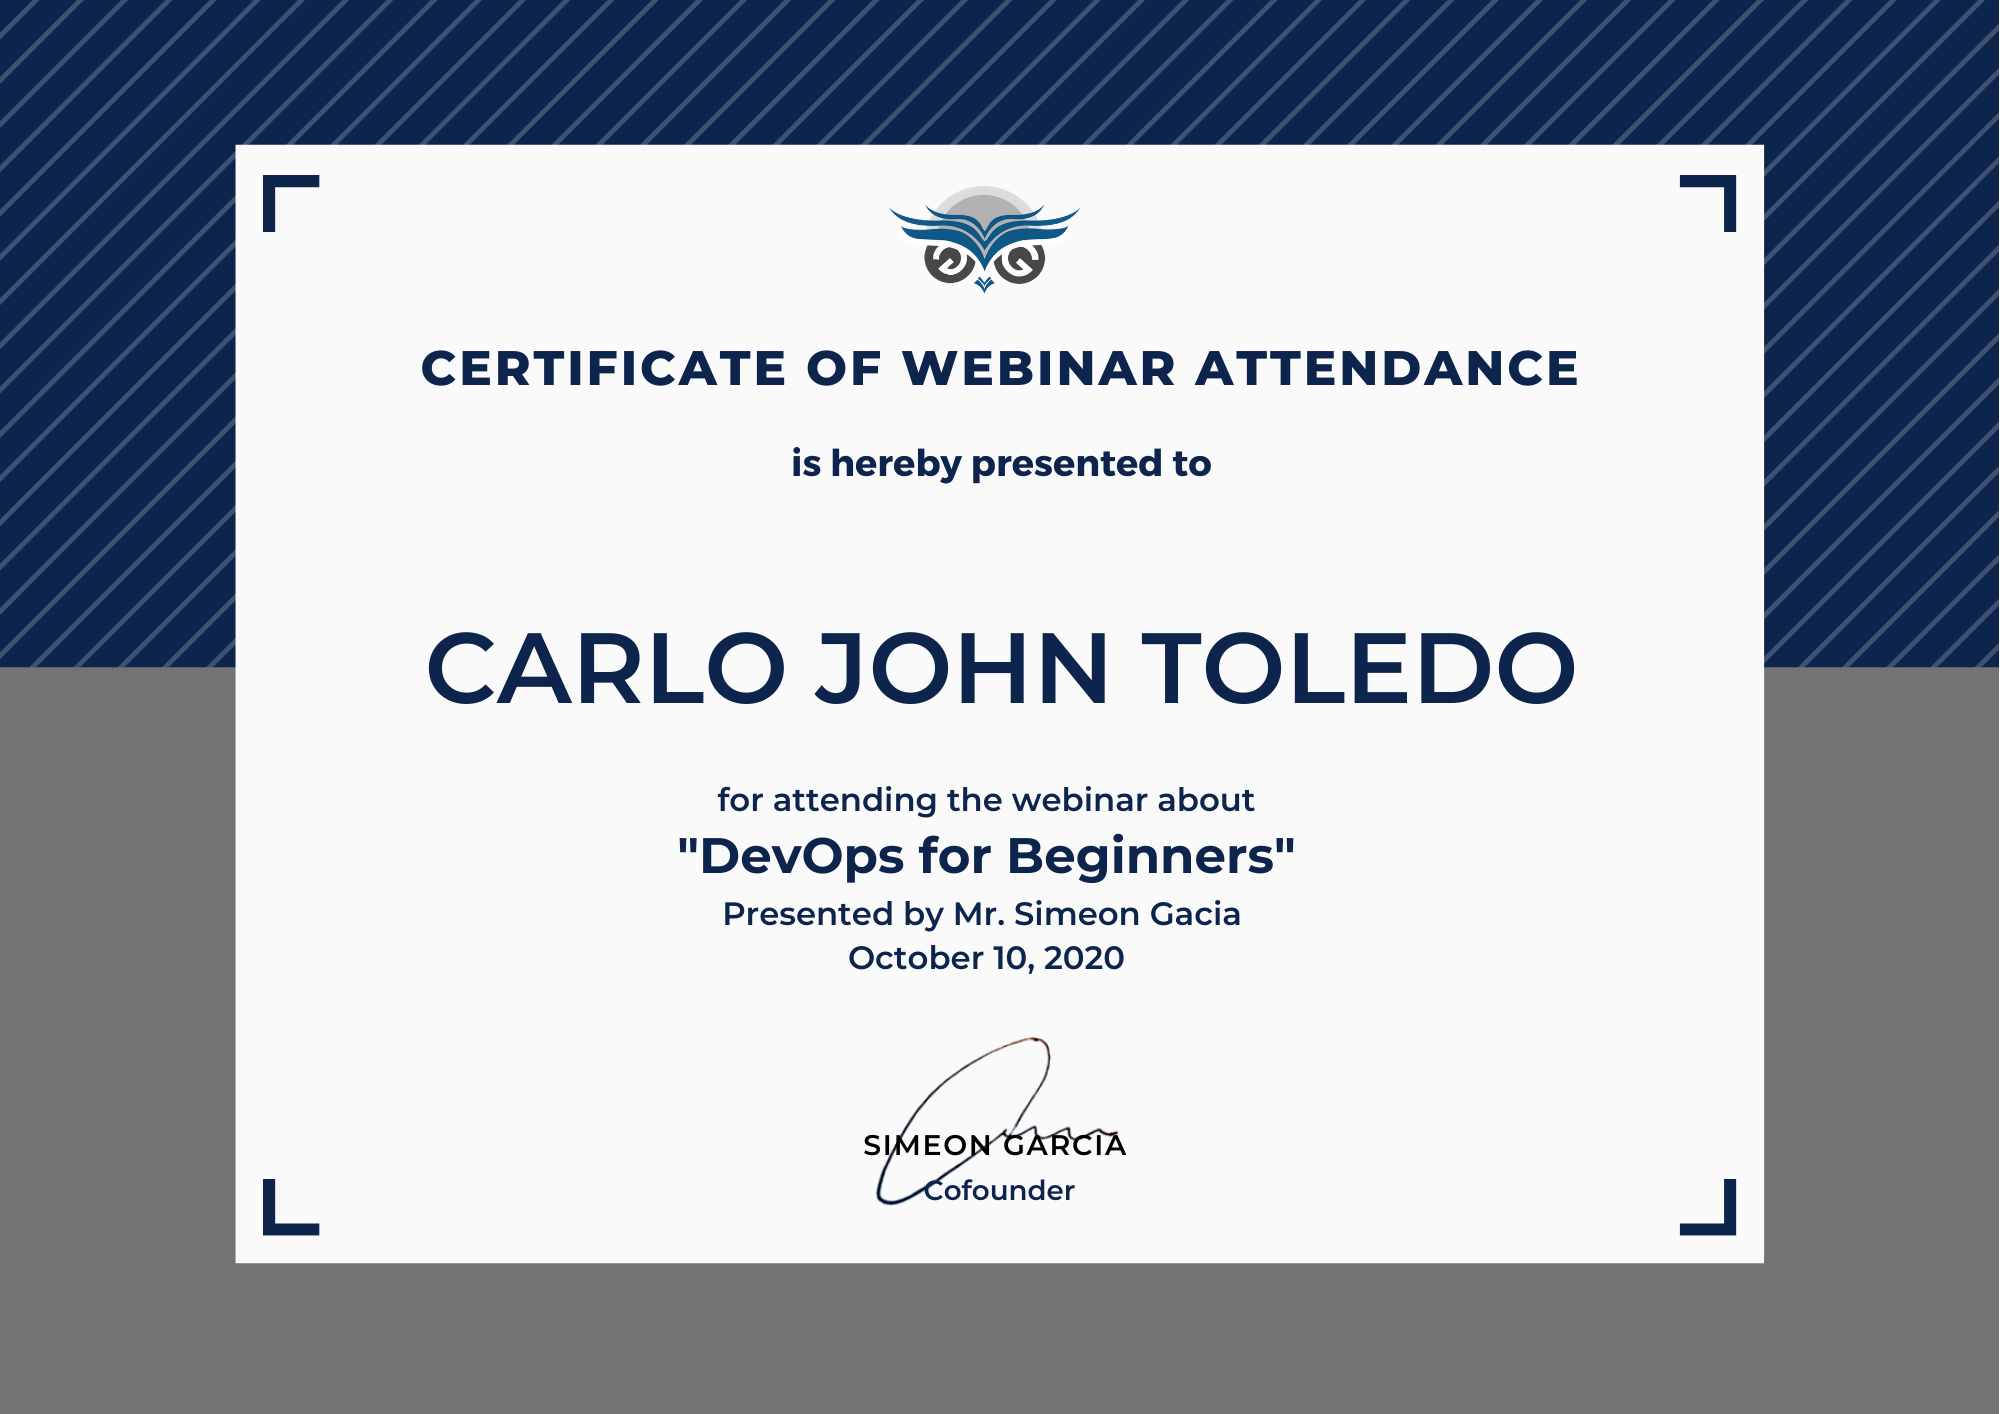 CERTIFICATE OF WEBINAR ATTENDANCE
is hereby presented to
CARLO JOHN TOLEDO
for attending the webinar about
"DevOps for Beginners"
Presented by Mr. Simeon Gacia
October 10, 2020
SIMEON GARCIA
Cofounder